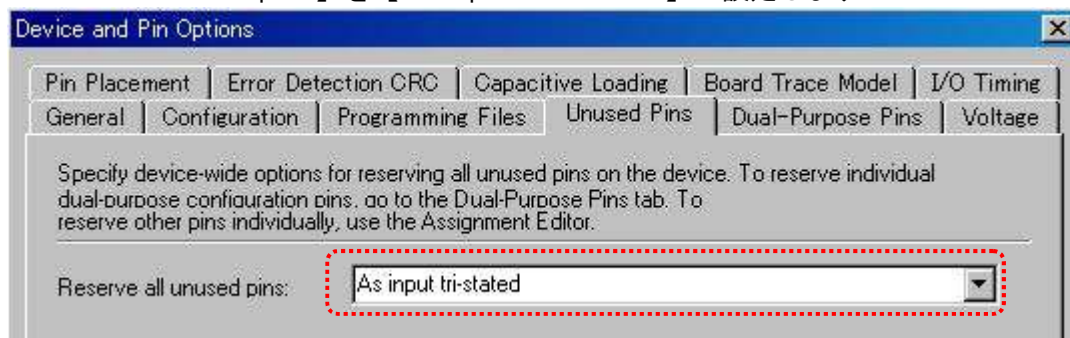 Device and Pin Options
Pin Placement Error Detection CRC Capacitive Loading Board Trace Model I/O Timing
General Configuration Programming Files Unused Pins Dual-Purpose Pins Voltage
Specify device-wide options for reserving all unused pins on the device. To reserve individual
dual-purpose configuration pins, go to the Dual-Purpose Pins tab. To
reserve other pins individually, use the Assignment Editor.
Reserve all unused pins: As input tri-stated